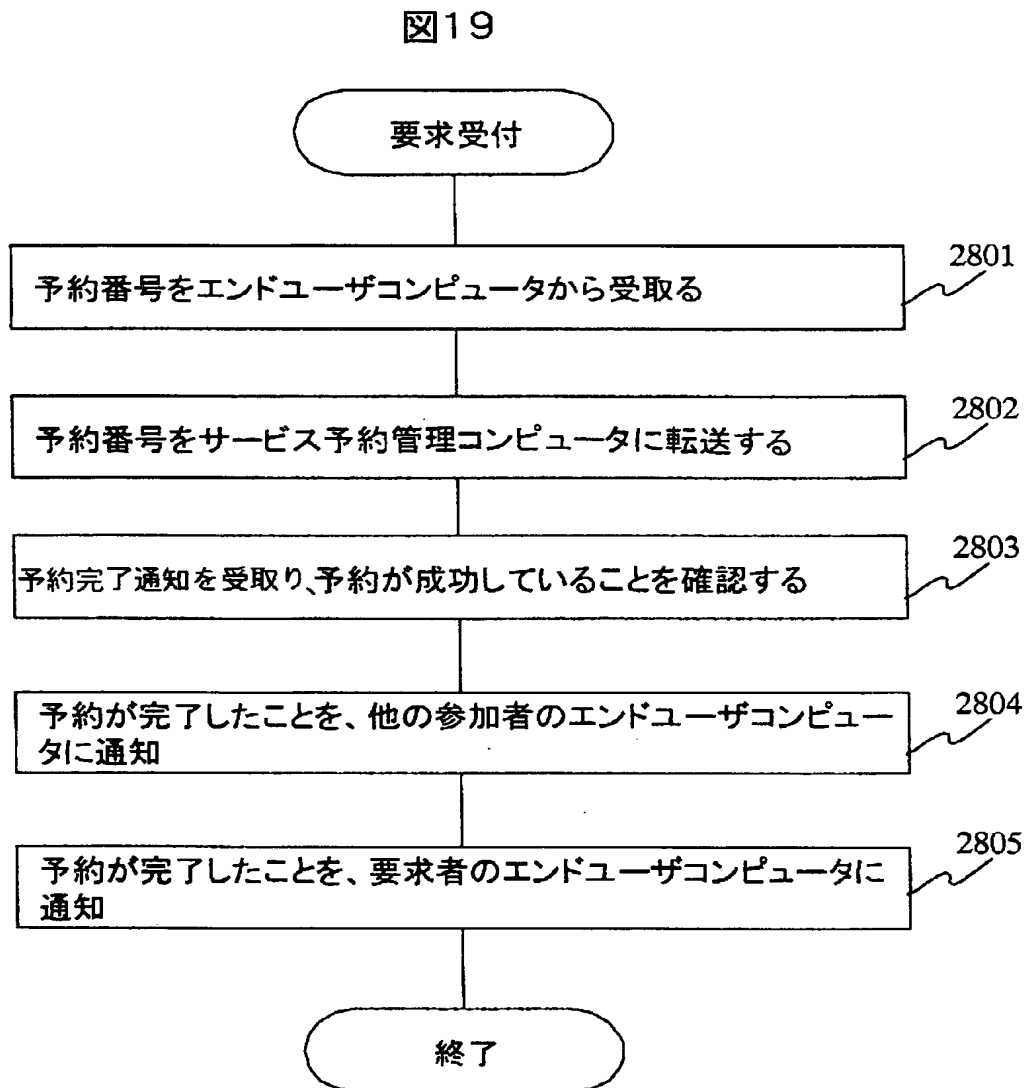 図19
要求受付
予約番号をエンドユーザコンピュータから受取る
2801
予約番号をサービス予約管理コンピュータに転送する
2802
予約完了通知を受取り、予約が成功していることを確認する
2803
予約が完了したことを、他の参加者のエンドユーザコンピュー
タに通知
2804
予約が完了したことを、要求者のエンドユーザコンピュータに
通知
2805
終了